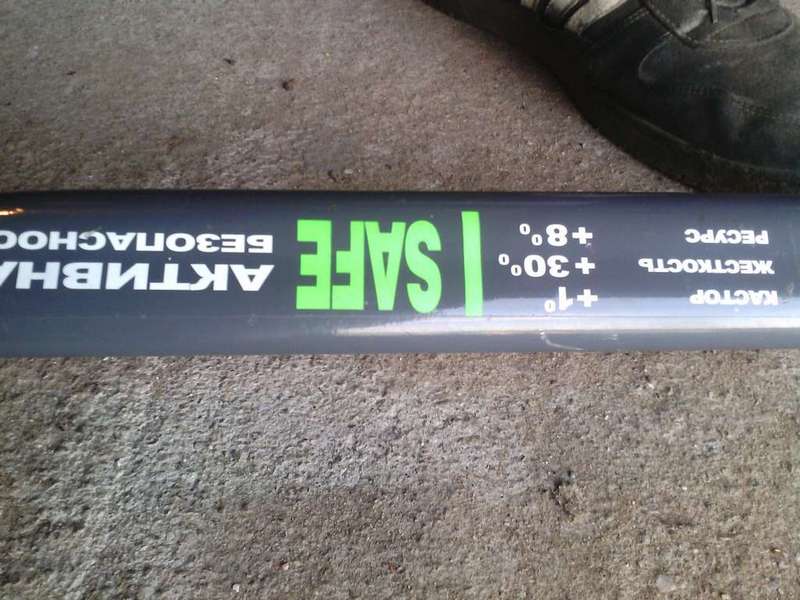 КАСТОР +1°
ЖЕСТКОСТЬ +30%
РЕСУРС +8%
SAFE
АКТИВНА
БЕЗОПАСНОС